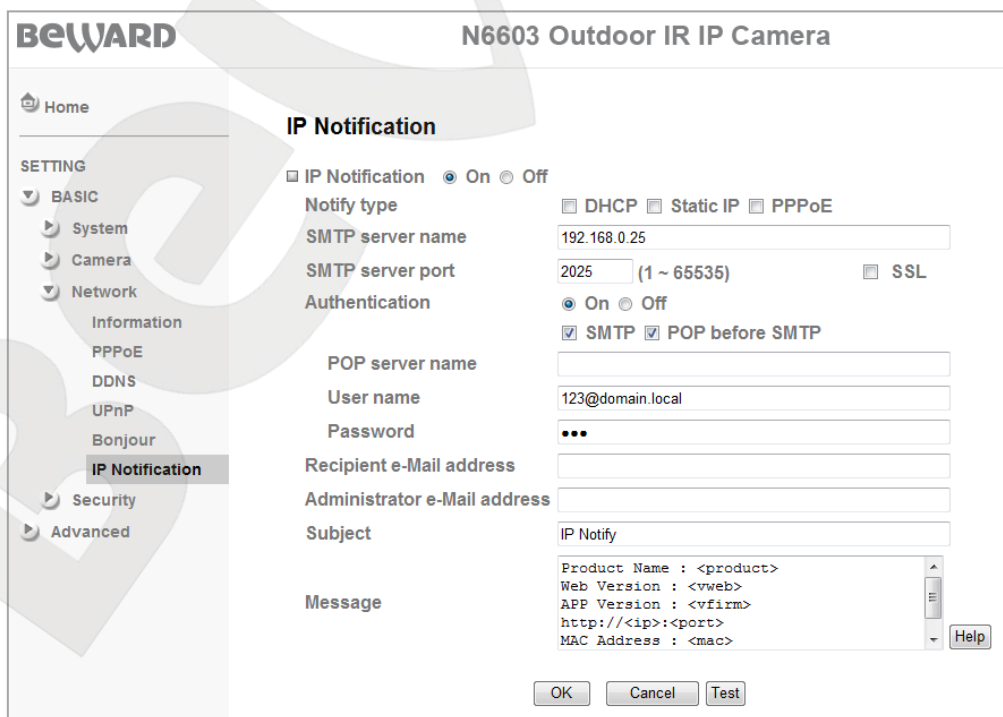 BEWARD
N6603 Outdoor IR IP Camera
Home
SETTING
BASIC
System
Camera
Network
Information
PPPoE
DDNS
UPnP
Bonjour
IP Notification
Security
Advanced
IP Notification
IP Notification On Off
Notify type DHCP Static IP PPPoE
SMTP server name 192.168.0.25
SMTP server port 2025 (1 ~ 65535) SSL
Authentication On Off
SMTP POP before SMTP
POP server name
User name 123@domain.local
Password •••
Recipient e-Mail address
Administrator e-Mail address
Subject IP Notify
Message
Product Name : <product>
Web Version : <vweb>
APP Version : <vfirm>
http://<ip>:<port>
MAC Address : <mac>
Help
OK Cancel Test